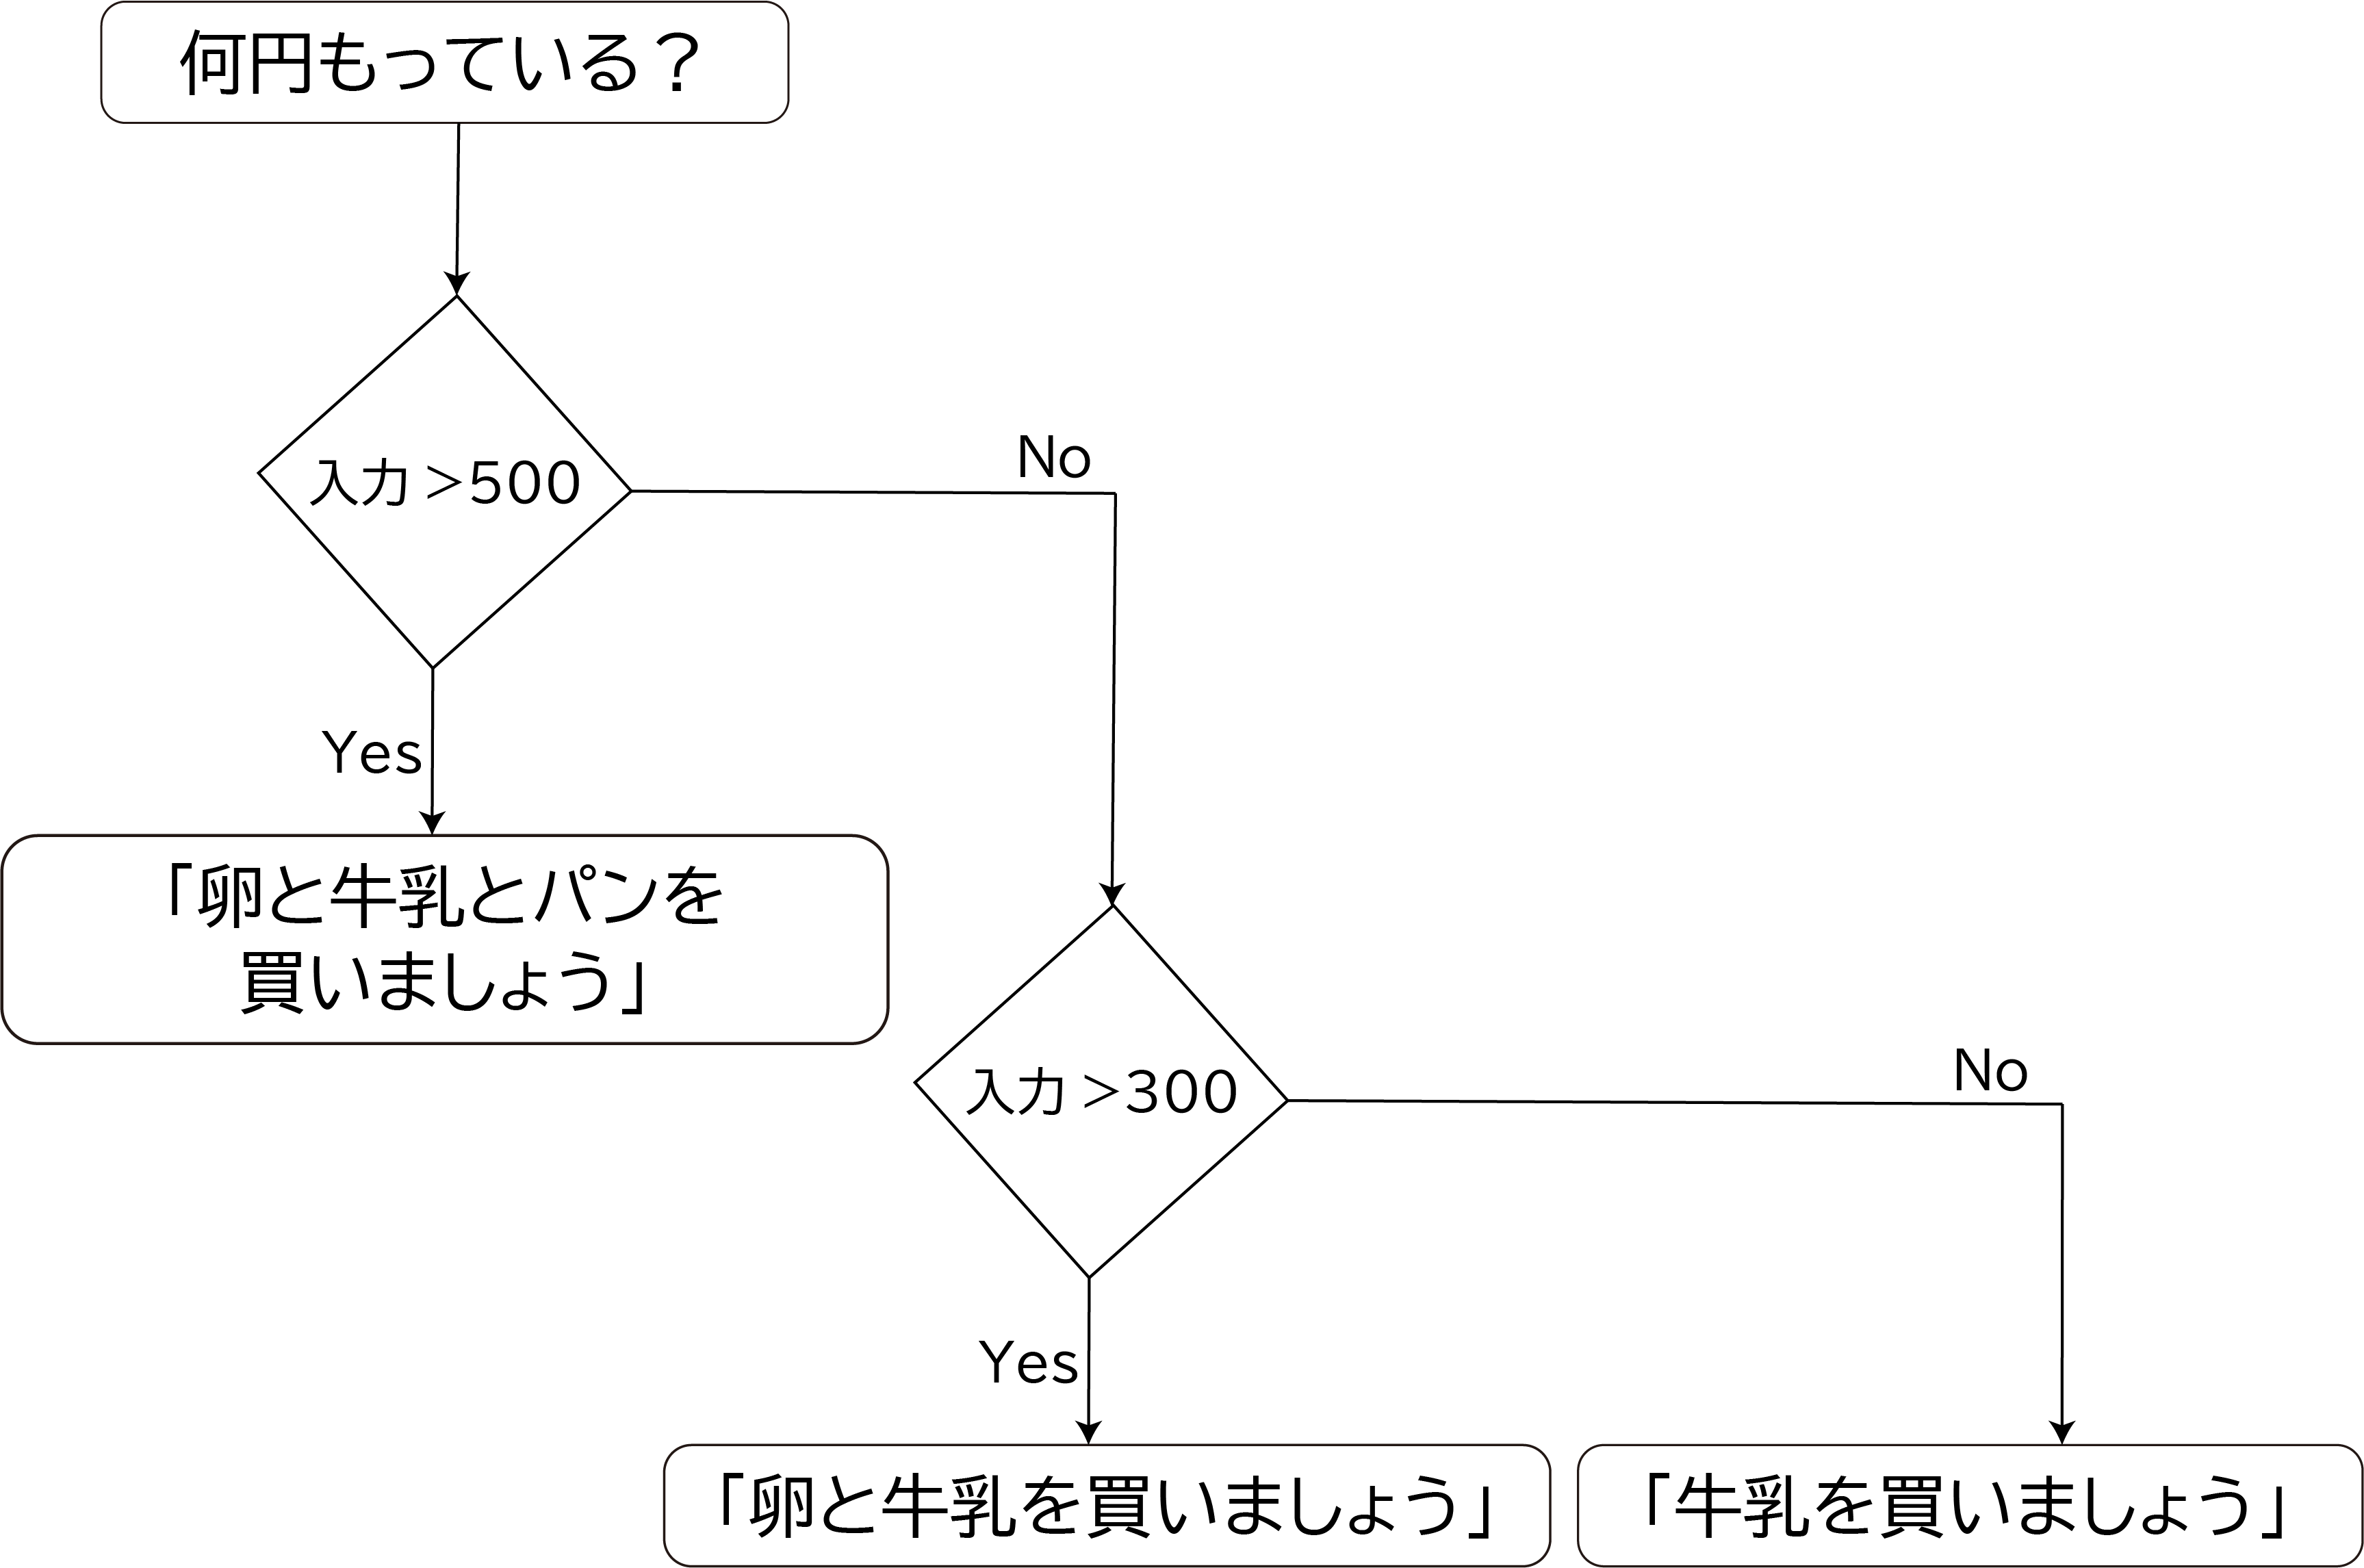 何円もっている？
入力>500
No
Yes
「卵と牛乳とパンを
買いましょう」
入力>300
No
Yes
「卵と牛乳を買いましょう」
「牛乳を買いましょう」